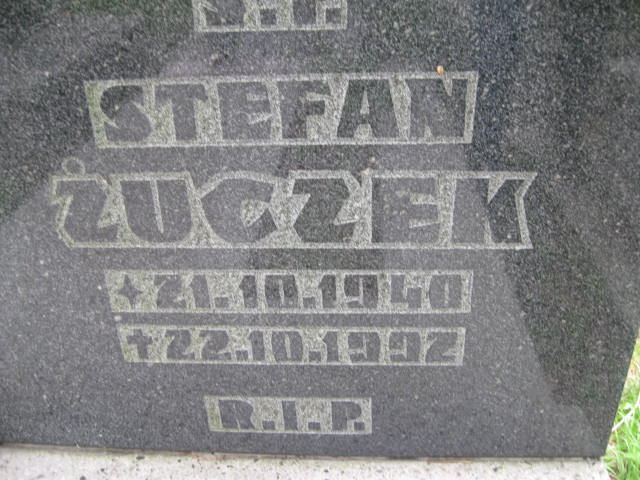 STEFAN
ŻUCZEK
✦ 21.10.1940
✝ 22.10.1992
R.I.P.